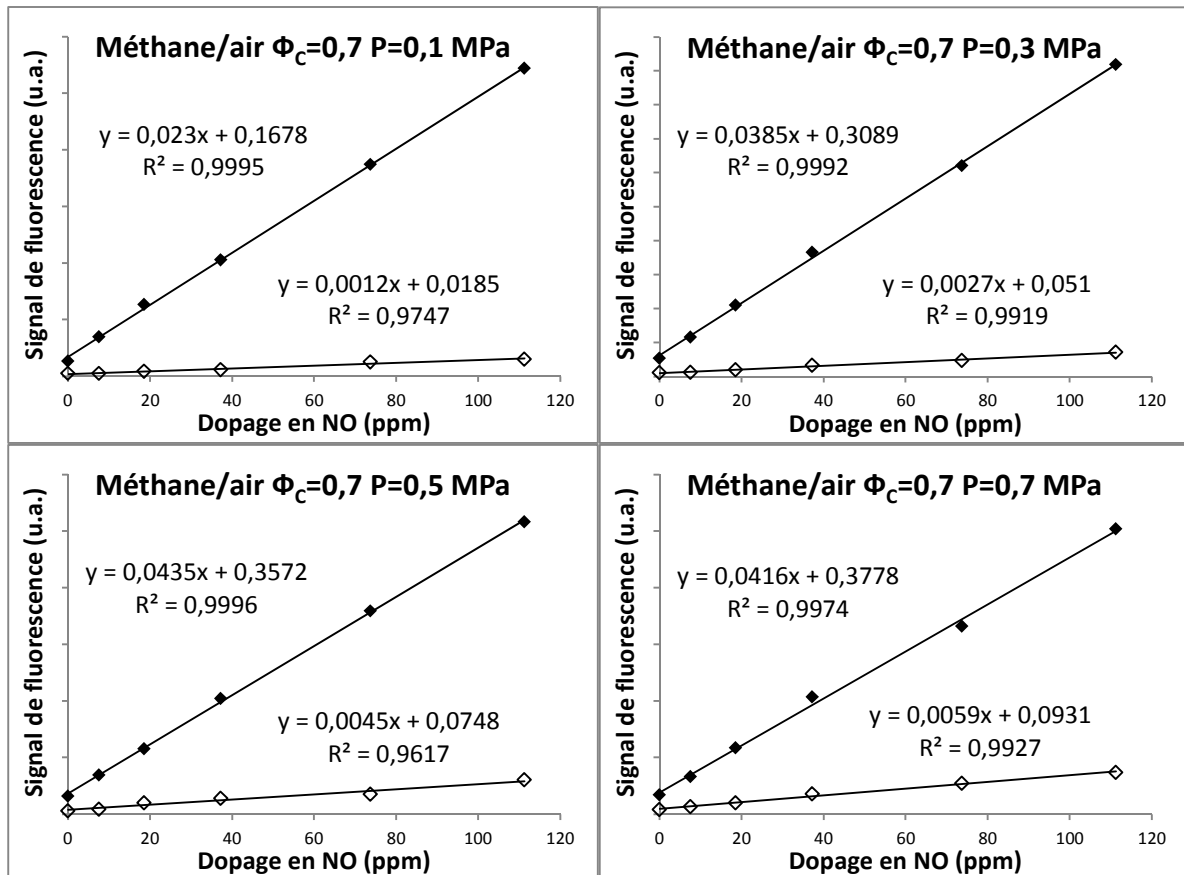 Méthane/air ΦC=0,7 P=0,1 MPa
Signal de fluorescence (u.a.)
y = 0,023x + 0,1678
R² = 0,9995
y = 0,0012x + 0,0185
R² = 0,9747
0 20 40 60 80 100 120
Dopage en NO (ppm)
Méthane/air ΦC=0,7 P=0,3 MPa
Signal de fluorescence (u.a.)
y = 0,0385x + 0,3089
R² = 0,9992
y = 0,0027x + 0,051
R² = 0,9919
0 20 40 60 80 100 120
Dopage en NO (ppm)
Méthane/air ΦC=0,7 P=0,5 MPa
Signal de fluorescence (u.a.)
y = 0,0435x + 0,3572
R² = 0,9996
y = 0,0045x + 0,0748
R² = 0,9617
0 20 40 60 80 100 120
Dopage en NO (ppm)
Méthane/air ΦC=0,7 P=0,7 MPa
Signal de fluorescence (u.a.)
y = 0,0416x + 0,3778
R² = 0,9974
y = 0,0059x + 0,0931
R² = 0,9927
0 20 40 60 80 100 120
Dopage en NO (ppm)